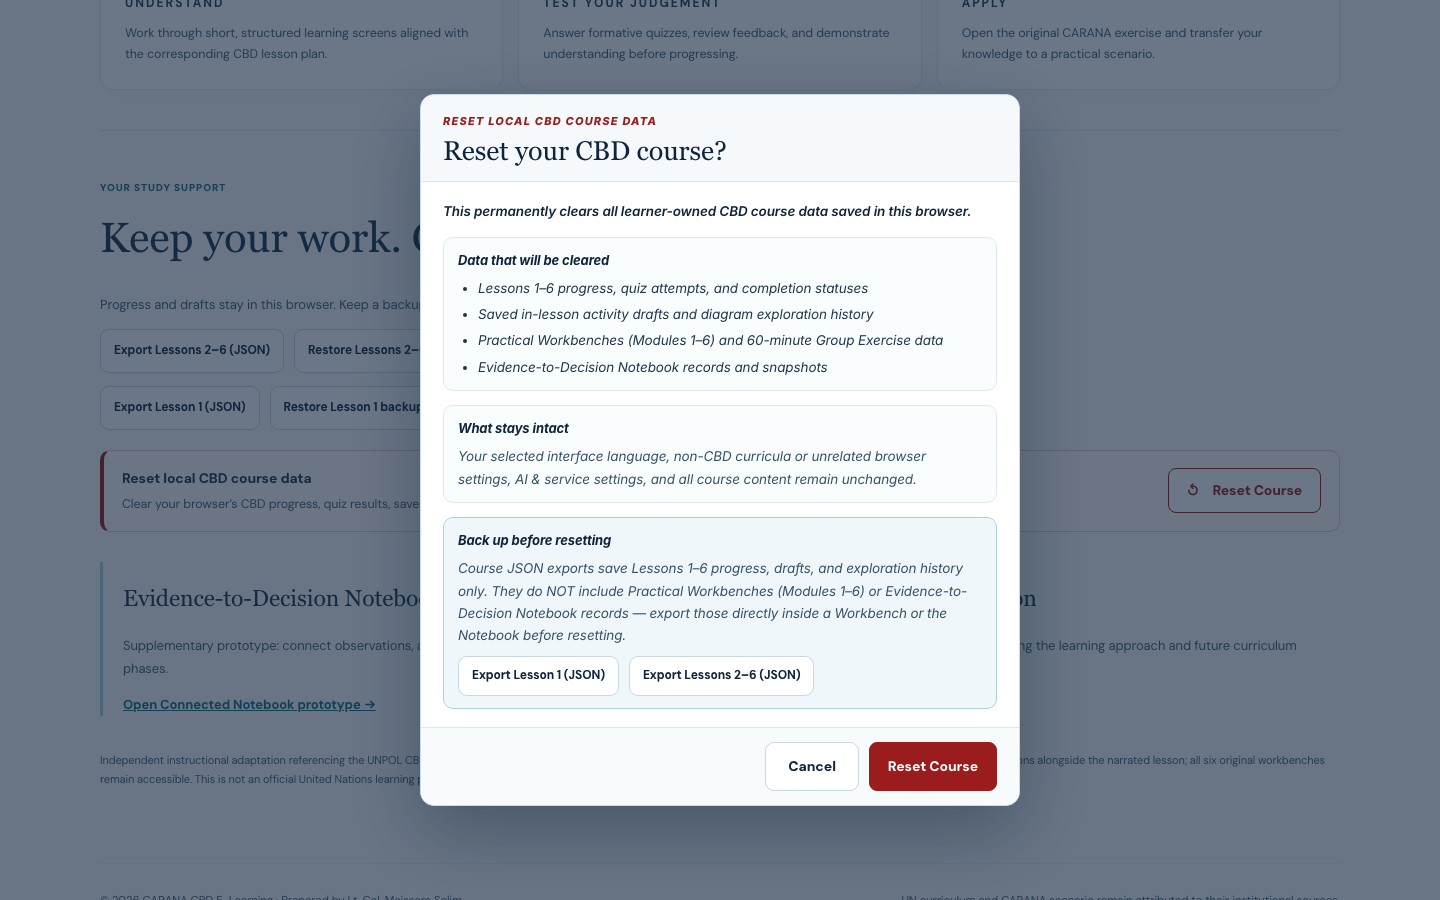 UNDERSTAND
TEST YOUR JUDGEMENT
APPLY
Work through short, structured learning screens aligned with
the corresponding CBD lesson plan.
Answer formative quizzes, review feedback, and demonstrate
understanding before progressing.
Open the original CARANA exercise and transfer your
knowledge to a practical scenario.
RESET LOCAL CBD COURSE DATA
Reset your CBD course?
This permanently clears all learner-owned CBD course data saved in this browser.
Data that will be cleared
• Lessons 1–6 progress, quiz attempts, and completion statuses
• Saved in-lesson activity drafts and diagram exploration history
• Practical Workbenches (Modules 1–6) and 60-minute Group Exercise data
• Evidence-to-Decision Notebook records and snapshots
What stays intact
Your selected interface language, non-CBD curricula or unrelated browser
settings, AI & service settings, and all course content remain unchanged.
Back up before resetting
Course JSON exports save Lessons 1–6 progress, drafts, and exploration history
only. They do NOT include Practical Workbenches (Modules 1–6) or Evidence-to-
Decision Notebook records — export those directly inside a Workbench or the
Notebook before resetting.
Export Lesson 1 (JSON)
Export Lessons 2–6 (JSON)
Cancel
Reset Course
YOUR STUDY SUPPORT
Keep your work.
Progress and drafts stay in this browser. Keep a backup
Export Lessons 2–6 (JSON)
Restore Lessons 2–
Export Lesson 1 (JSON)
Restore Lesson 1 backup
Reset local CBD course data
Clear your browser's CBD progress, quiz results, save
Reset Course
Evidence-to-Decision Notebo
on
Supplementary prototype: connect observations,
phases.
ng the learning approach and future curriculum
Open Connected Notebook prototype →
Independent instructional adaptation referencing the UNPOL CB
ons alongside the narrated lesson; all six original workbenches
remain accessible. This is not an official United Nations learning